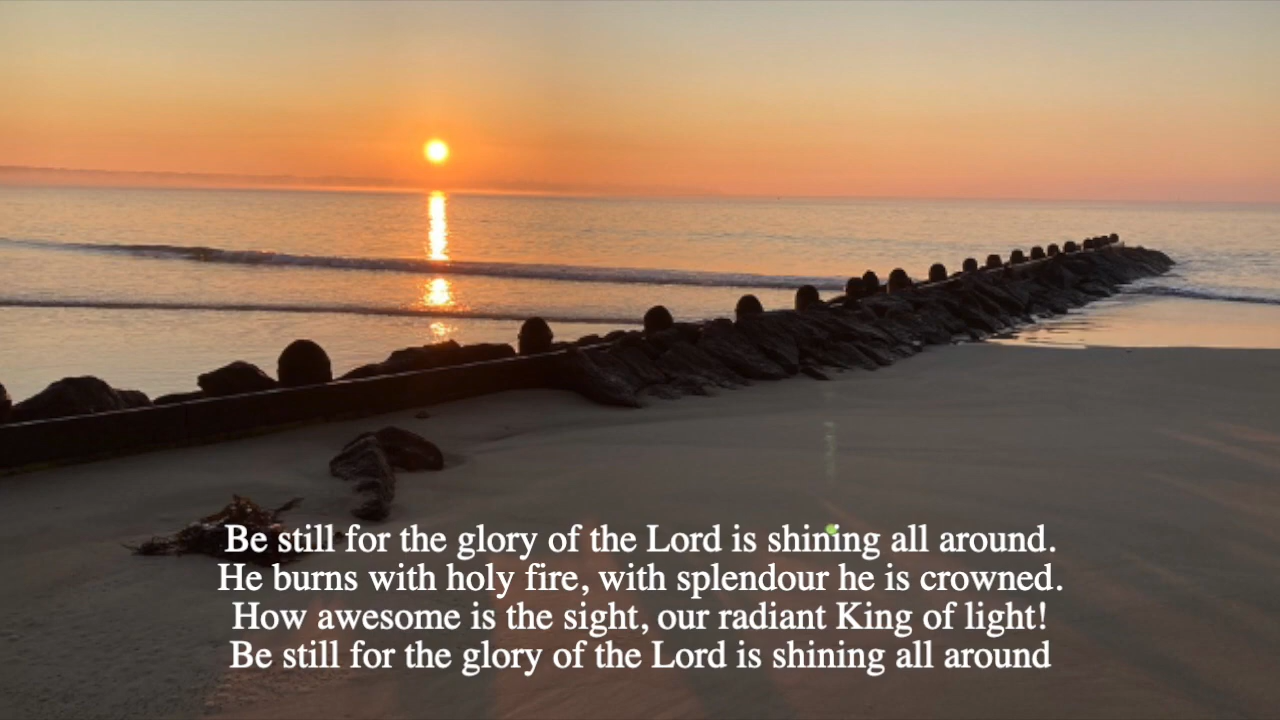 Be still for the glory of the Lord is shining all around.
He burns with holy fire, with splendour he is crowned.
How awesome is the sight, our radiant King of light!
Be still for the glory of the Lord is shining all around